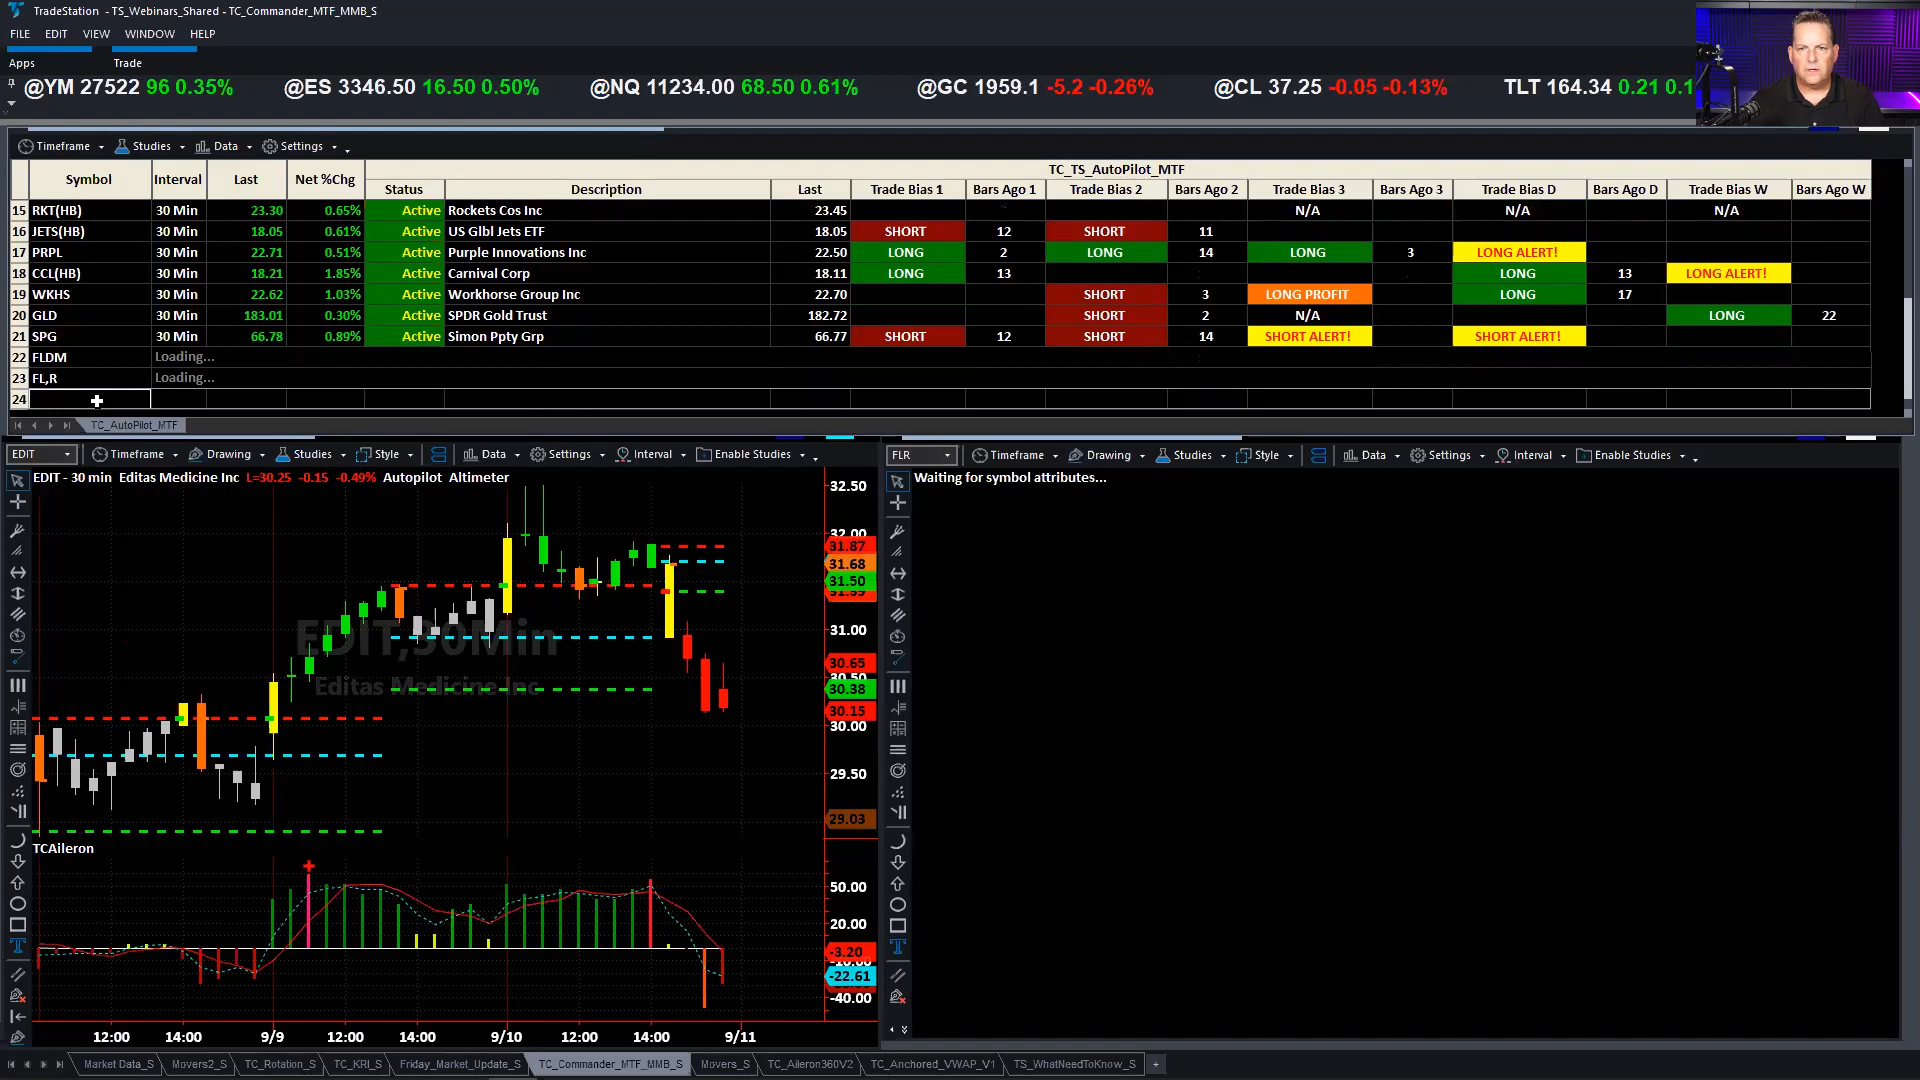 TradeStation - TS_Webinars_Shared - TC_Commander_MTF_MMB_S
FILE EDIT VIEW WINDOW HELP
Apps Trade
@YM 27522 96 0.35% @ES 3346.50 16.50 0.50% @NQ 11234.00 68.50 0.61% @GC 1959.1 -5.2 -0.26% @CL 37.25 -0.05 -0.13% TLT 164.34 0.21 0.1
Timeframe Studies Data Settings
TC_TS_AutoPilot_MTF
Symbol Interval Last Net %Chg Status Description Last Trade Bias 1 Bars Ago 1 Trade Bias 2 Bars Ago 2 Trade Bias 3 Bars Ago 3 Trade Bias D Bars Ago D Trade Bias W Bars Ago W
15 RKT(HB) 30 Min 23.30 0.65% Active Rockets Cos Inc 23.45 N/A N/A N/A
16 JETS(HB) 30 Min 18.05 0.61% Active US Glbl Jets ETF 18.05 SHORT 12 SHORT 11
17 PRPL 30 Min 22.71 0.51% Active Purple Innovations Inc 22.50 LONG 2 LONG 14 LONG 3 LONG ALERT!
18 CCL(HB) 30 Min 18.21 1.85% Active Carnival Corp 18.11 LONG 13 LONG 13 LONG ALERT!
19 WKHS 30 Min 22.62 1.03% Active Workhorse Group Inc 22.70 SHORT 3 LONG PROFIT LONG 17
20 GLD 30 Min 183.01 0.30% Active SPDR Gold Trust 182.72 SHORT 2 N/A LONG 22
21 SPG 30 Min 66.78 0.89% Active Simon Ppty Grp 66.77 SHORT 12 SHORT 14 SHORT ALERT! SHORT ALERT!
22 FLDM Loading...
23 FL,R Loading...
24
TC_AutoPilot_MTF
EDIT Timeframe Drawing Studies Style Data Settings Interval Enable Studies
FLR Timeframe Drawing Studies Style Data Settings Interval Enable Studies
EDIT - 30 min Editas Medicine Inc L=30.25 -0.15 -0.49% Autopilot Altimeter
Waiting for symbol attributes...
32.50
32.00
31.87
31.68
31.50
31.00
30.65
30.50
30.38
30.15
30.00
29.50
29.03
EDIT,30Min
Editas Medicine Inc
TCAileron
50.00
20.00
-3.20
-10.00
-22.61
-40.00
12:00 14:00 9/9 12:00 14:00 9/10 12:00 14:00 9/11
Market Data_S Movers2_S TC_Rotation_S TC_KRI_S Friday_Market_Update_S TC_Commander_MTF_MMB_S Movers_S TC_Aileron360V2 TC_Anchored_VWAP_V1 TS_WhatNeedToKnow_S +